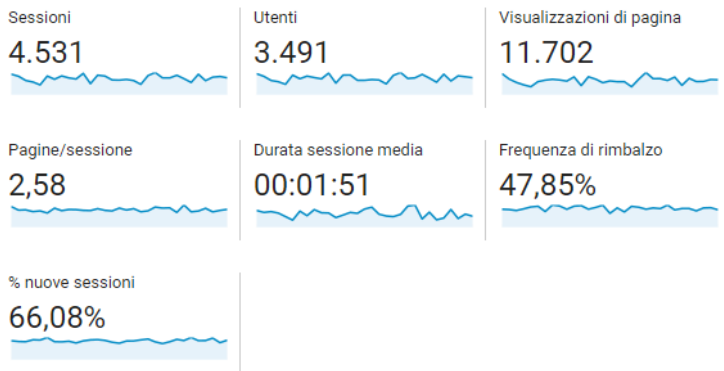 Sessioni
4.531
Utenti
3.491
Visualizzazioni di pagina
11.702
Pagine/sessione
2,58
Durata sessione media
00:01:51
Frequenza di rimbalzo
47,85%
% nuove sessioni
66,08%